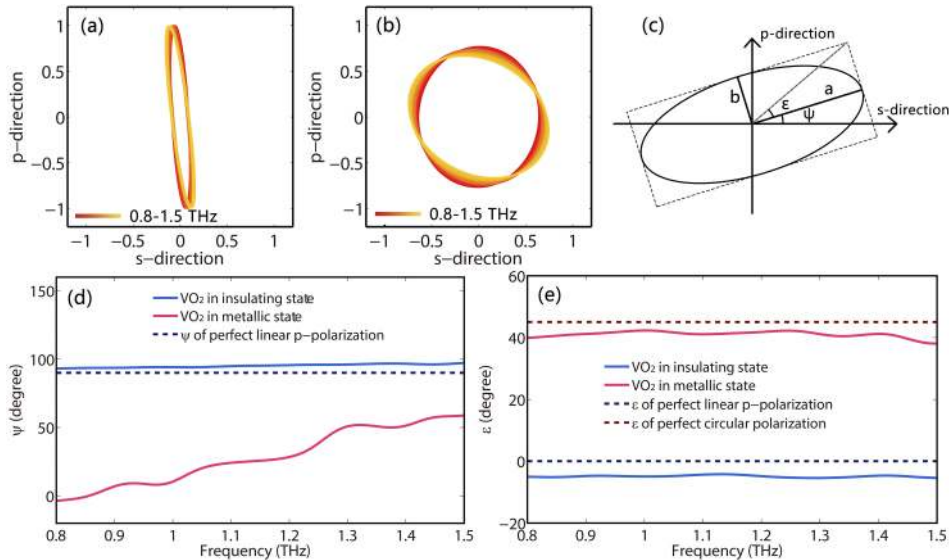 (a)
p-direction
1
0.5
0
-0.5
-1
0.8-1.5 THz
-1 -0.5 0 0.5 1
s-direction
(b)
p-direction
1
0.5
0
-0.5
-1
0.8-1.5 THz
-1 -0.5 0 0.5 1
s-direction
(c)
p-direction
b
ε
a
ψ
s-direction
(d)
ψ (degree)
150
100
50
0
VO₂ in insulating state
VO₂ in metallic state
ψ of perfect linear p-polarization
0.8 0.9 1 1.1 1.2 1.3 1.4 1.5
Frequency (THz)
(e)
ε (degree)
60
40
20
0
-20
VO₂ in insulating state
VO₂ in metallic state
ε of perfect linear p-polarization
ε of perfect circular polarization
0.8 0.9 1 1.1 1.2 1.3 1.4 1.5
Frequency (THz)